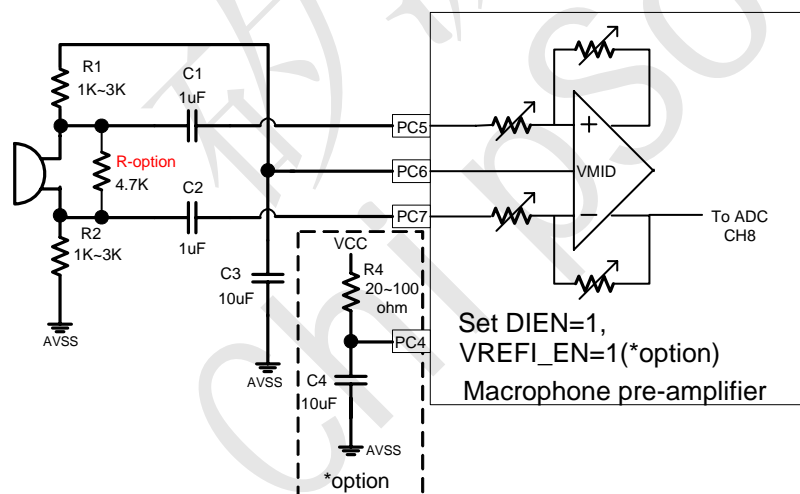 R1
1K~3K
C1
1uF
R-option
4.7K
C2
1uF
R2
1K~3K
AVSS
C3
10uF
AVSS
VCC
R4
20~100
ohm
C4
10uF
AVSS
*option
PC5
PC6
PC7
PC4
+
VMID
−
To ADC
CH8
Set DIEN=1,
VREFI_EN=1(*option)
Macrophone pre-amplifier